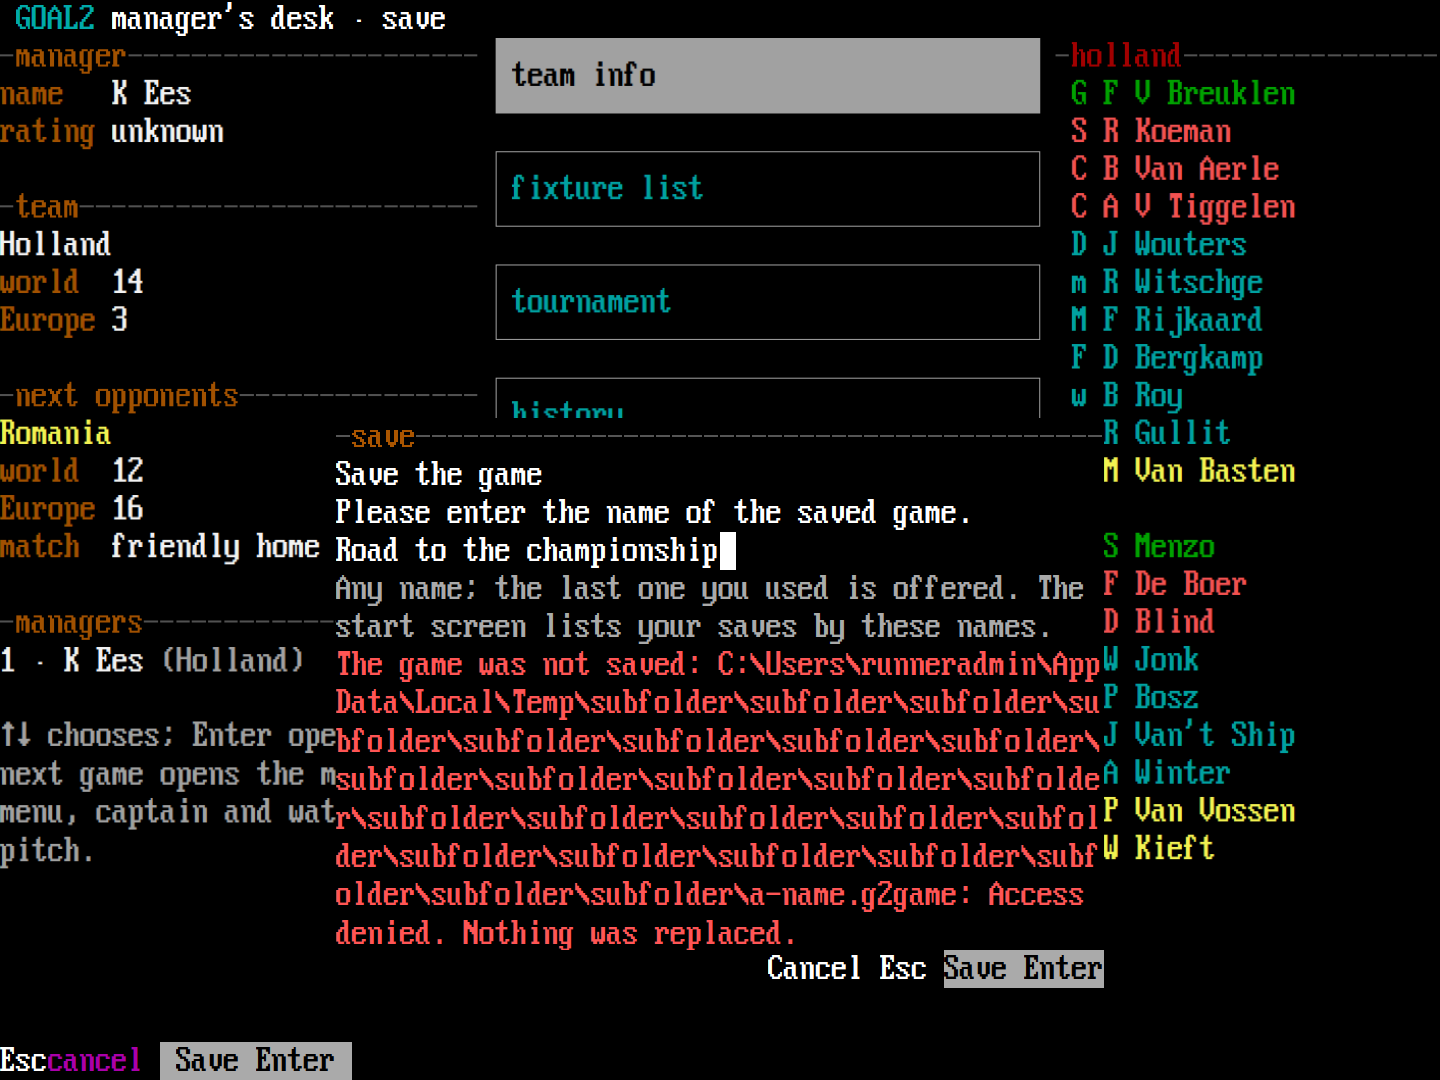 GOAL2 manager's desk · save
manager
name K Ees
rating unknown
team
Holland
world 14
Europe 3
next opponents
Romania
world 12
Europe 16
match friendly home
managers
1 · K Ees (Holland)
↑↓ chooses; Enter ope
next game opens the m
menu, captain and wat
pitch.
team info
fixture list
tournament
history
holland
G F V Breuklen
S R Koeman
C B Van Aerle
C A V Tiggelen
D J Wouters
m R Witschge
M F Rijkaard
F D Bergkamp
w B Roy
R Gullit
M Van Basten
S Menzo
F De Boer
D Blind
W Jonk
P Bosz
J Van't Ship
A Winter
P Van Vossen
W Kieft
save
Save the game
Please enter the name of the saved game.
Road to the championship
Any name; the last one you used is offered. The
start screen lists your saves by these names.
The game was not saved: C:\Users\runneradmin\App
Data\Local\Temp\subfolder\subfolder\subfolder\su
bfolder\subfolder\subfolder\subfolder\subfolder\
subfolder\subfolder\subfolder\subfolder\subfolde
r\subfolder\subfolder\subfolder\subfolder\subfol
der\subfolder\subfolder\subfolder\subfolder\subf
older\subfolder\subfolder\a-name.g2game: Access
denied. Nothing was replaced.
Cancel Esc Save Enter
Esccancel Save Enter